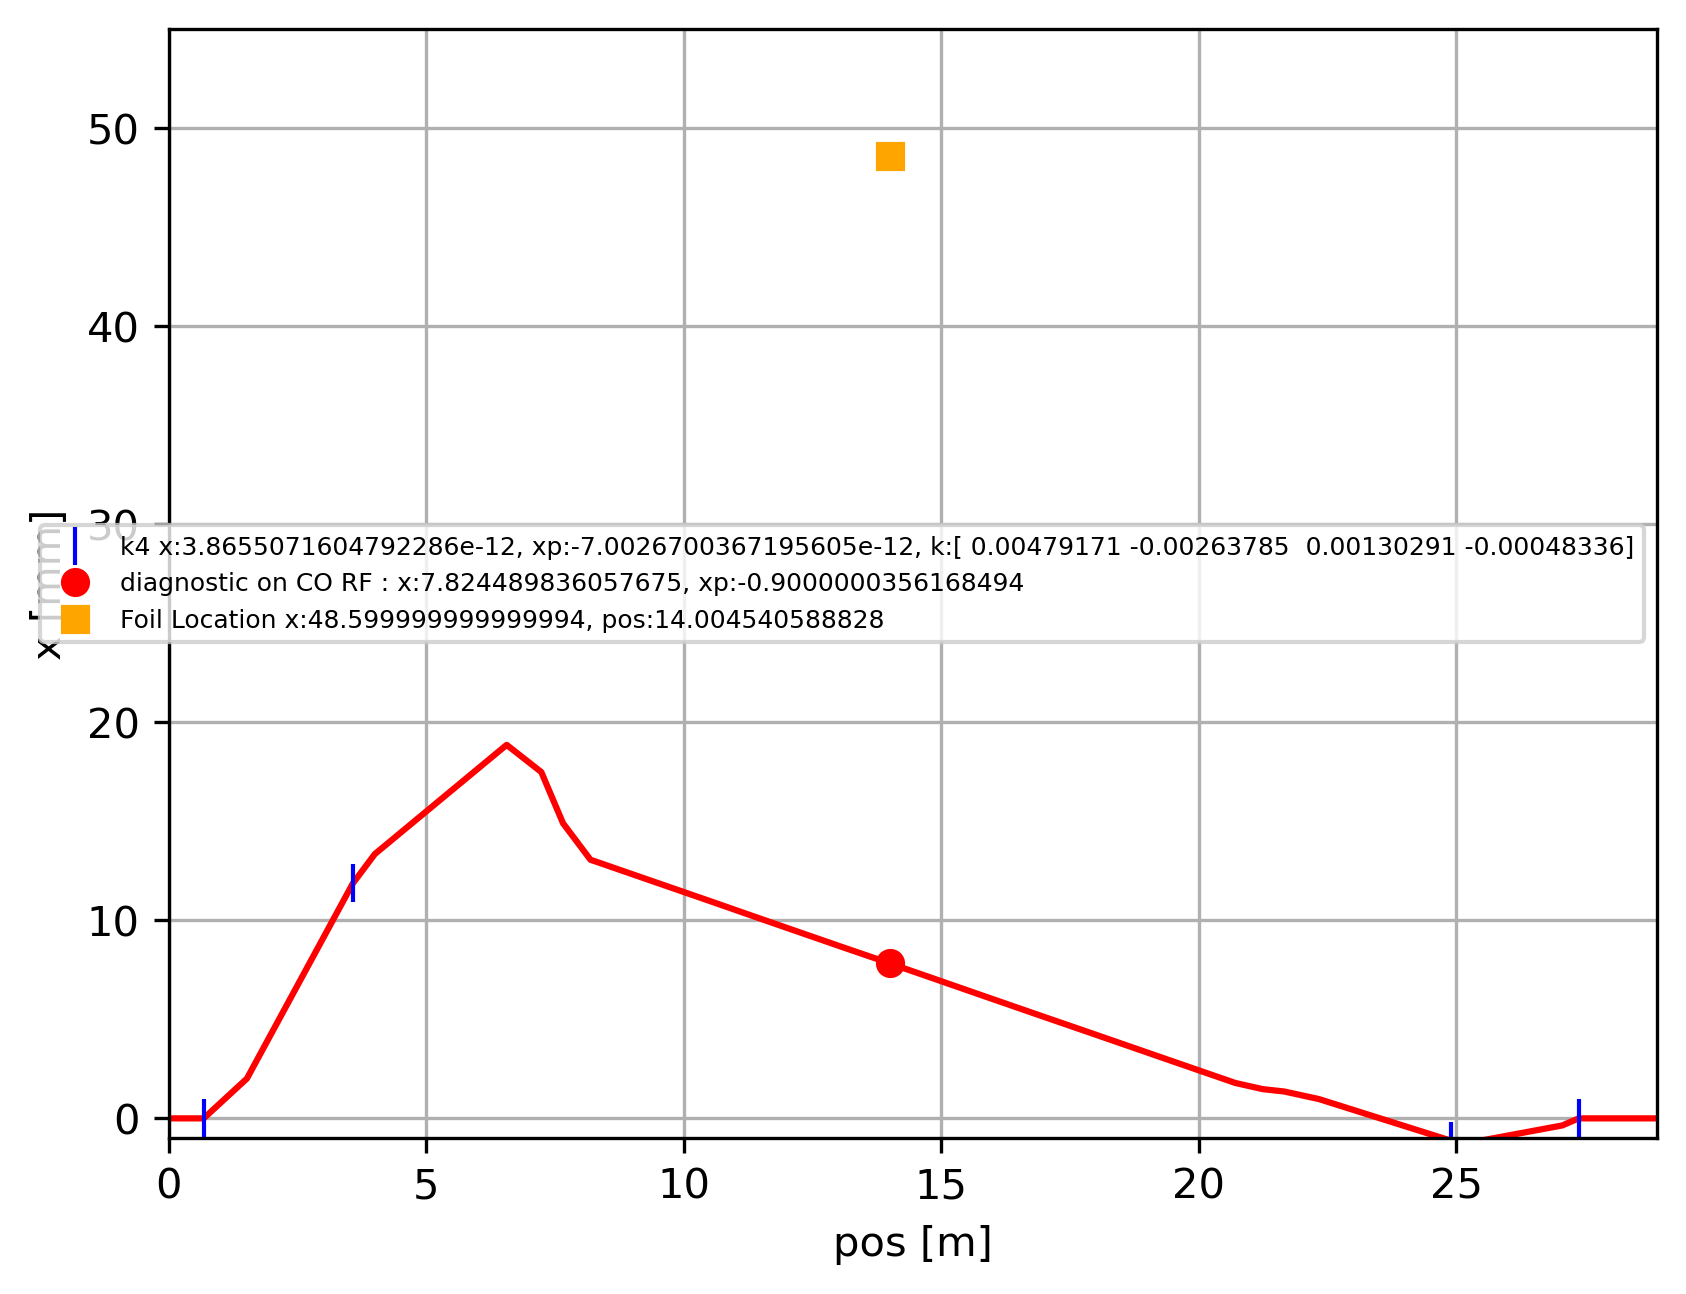 50
40
30
20
10
0
x [mm]
k4 x:3.8655071604792286e-12, xp:-7.0026700367195605e-12, k:[ 0.00479171 -0.00263785  0.00130291 -0.00048336]
diagnostic on CO RF : x:7.824489836057675, xp:-0.9000000356168494
Foil Location x:48.599999999999994, pos:14.004540588828
0 5 10 15 20 25
pos [m]